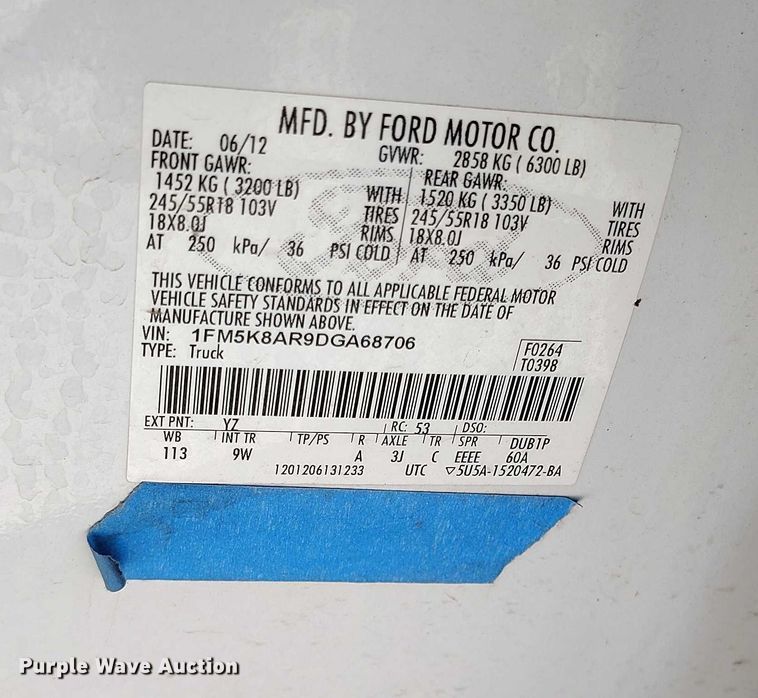 MFD. BY FORD MOTOR CO.
DATE: 06/12
GVWR: 2858 KG ( 6300 LB)
FRONT GAWR:
1452 KG ( 3200 LB) WITH
245/55R18 103V TIRES
18X8.0J RIMS
AT 250 kPa/ 36 PSI COLD
REAR GAWR:
1520 KG ( 3350 LB) WITH
245/55R18 103V TIRES
18X8.0J RIMS
AT 250 kPa/ 36 PSI COLD
THIS VEHICLE CONFORMS TO ALL APPLICABLE FEDERAL MOTOR
VEHICLE SAFETY STANDARDS IN EFFECT ON THE DATE OF
MANUFACTURE SHOWN ABOVE.
VIN: 1FM5K8AR9DGA68706
TYPE: Truck
F0264
T0398
EXT PNT: YZ RC: 53 DSO:
WB INT TR TP/PS R AXLE TR SPR DUB1P
113 9W A 3J C EEEE 60A
1201206131233 UTC ▽5U5A-1520472-BA
Purple Wave Auction